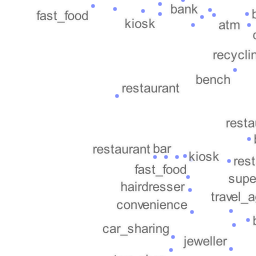 bank
fast_food
kiosk
atm
recyclin
bench
restaurant
resta
restaurant bar
kiosk
rest
fast_food
supe
hairdresser
travel_a
convenience
car_sharing
jeweller